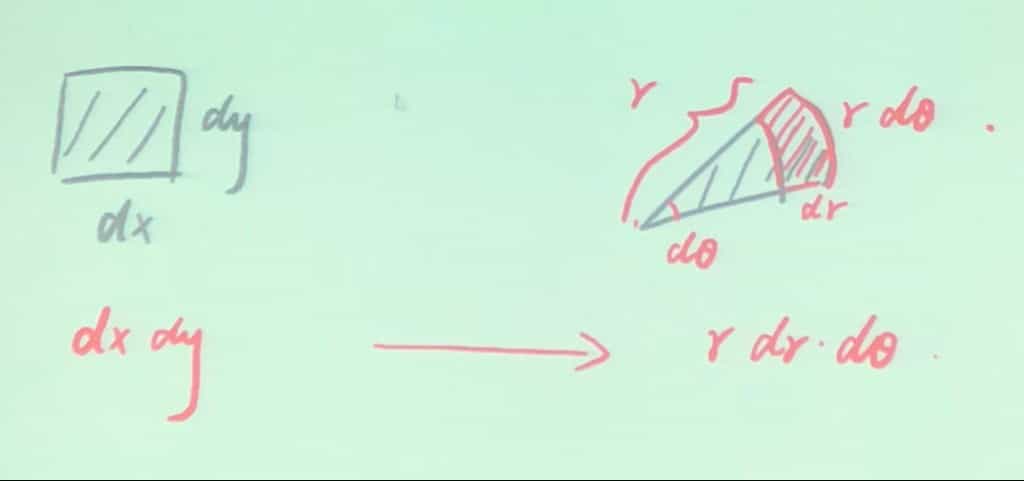 r
dy
r dθ
dx
dr
dθ
dx dy → r dr · dθ